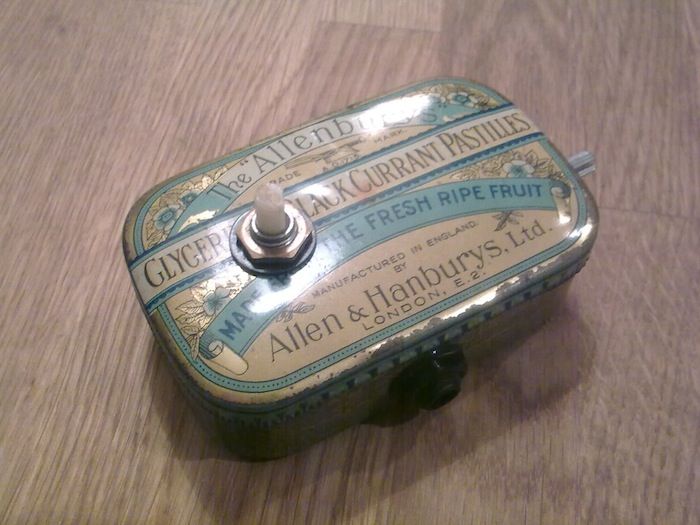 The "Allenburys"
TRADE MARK
GLYCER BLACK CURRANT PASTILLES
MADE THE FRESH RIPE FRUIT
MANUFACTURED IN ENGLAND
BY
Allen & Hanburys, Ltd.
LONDON, E. 2.